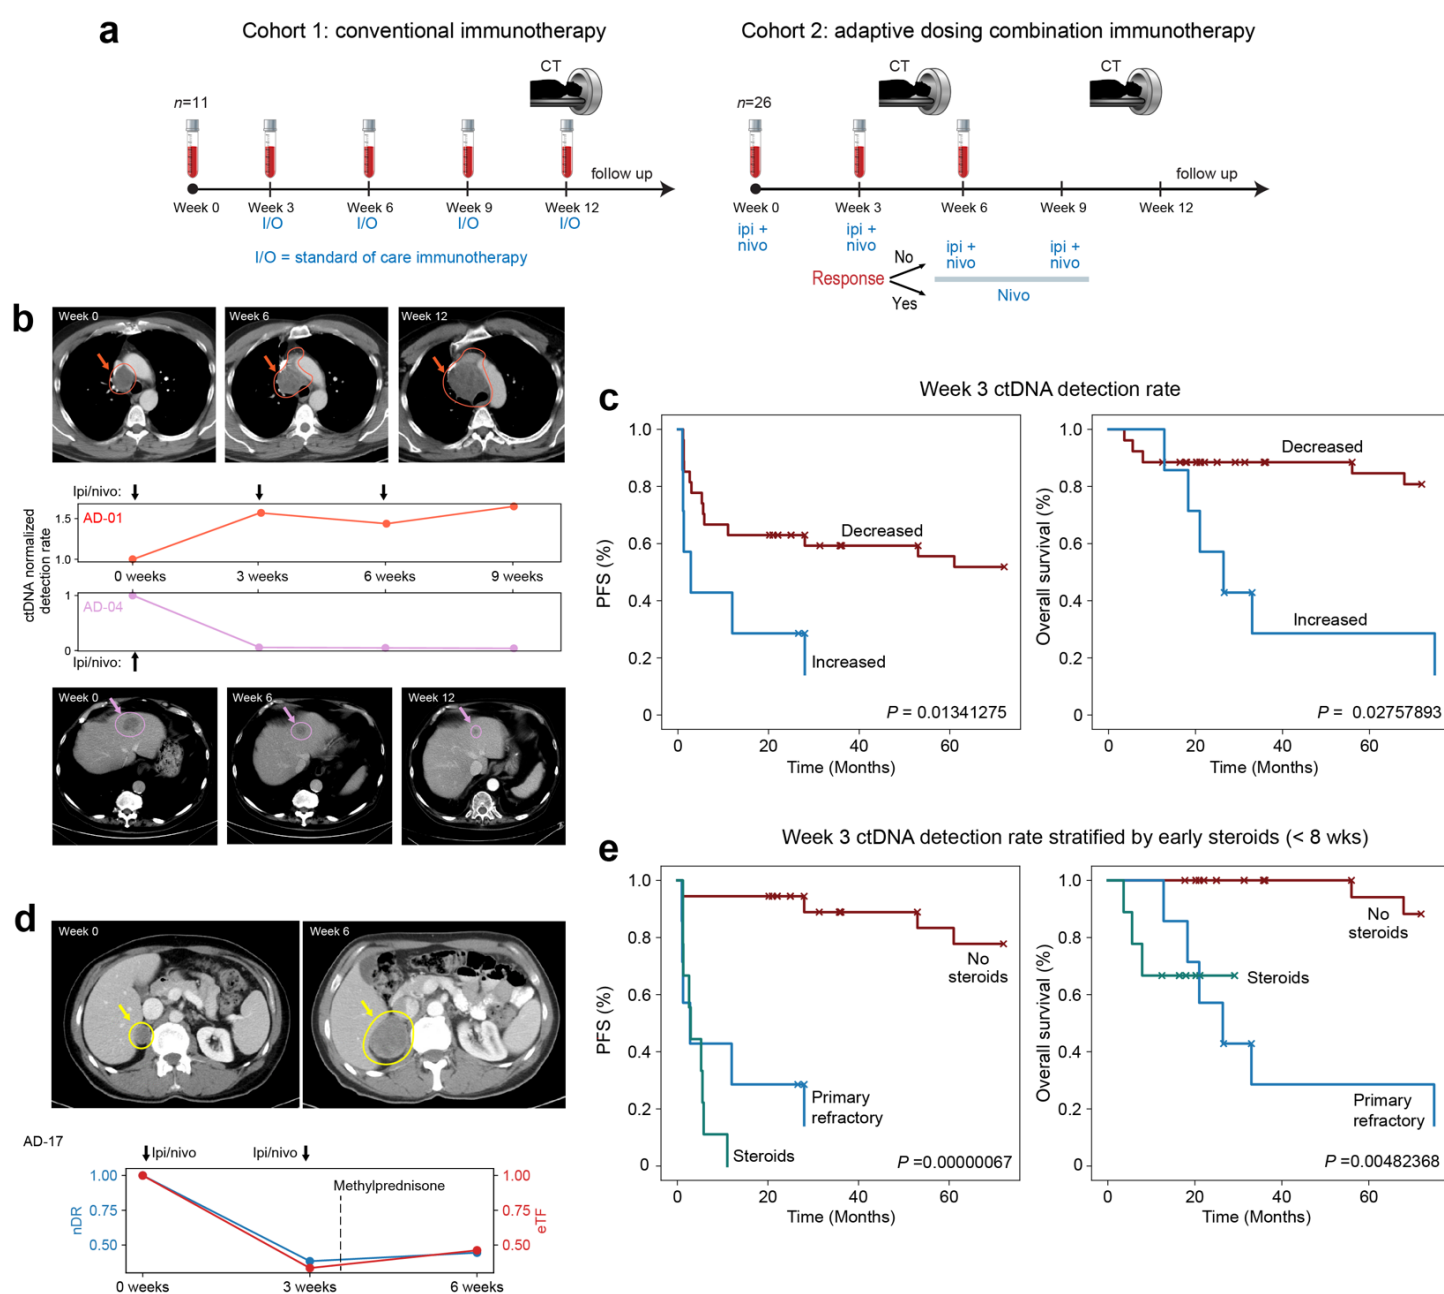 a
Cohort 1: conventional immunotherapy
CT
n=11
follow up
Week 0
Week 3
Week 6
Week 9
Week 12
I/O
I/O
I/O
I/O
I/O = standard of care immunotherapy
Cohort 2: adaptive dosing combination immunotherapy
CT
CT
n=26
follow up
Week 0
Week 3
Week 6
Week 9
Week 12
ipi +
nivo
ipi +
nivo
ipi +
nivo
ipi +
nivo
No
Response
Yes
Nivo
b
Week 0
Week 6
Week 12
Ipi/nivo:
AD-01
1.5
1.0
0 weeks
3 weeks
6 weeks
9 weeks
ctDNA normalized
detection rate
AD-04
1
0
Ipi/nivo:
Week 0
Week 6
Week 12
c
Week 3 ctDNA detection rate
1.0
0.8
0.6
0.4
0.2
0
PFS (%)
Decreased
Increased
P = 0.01341275
0
20
40
60
Time (Months)
1.0
0.8
0.6
0.4
0.2
0
Overall survival (%)
Decreased
Increased
P = 0.02757893
0
20
40
60
Time (Months)
d
Week 0
Week 6
AD-17
Ipi/nivo
Ipi/nivo
Methylprednisone
1.00
0.75
0.50
nDR
1.00
0.75
0.50
eTF
0 weeks
3 weeks
6 weeks
e
Week 3 ctDNA detection rate stratified by early steroids (< 8 wks)
1.0
0.8
0.6
0.4
0.2
0
PFS (%)
No
steroids
Primary
refractory
Steroids
P =0.00000067
0
20
40
60
Time (Months)
1.0
0.8
0.6
0.4
0.2
0
Overall survival (%)
No
steroids
Steroids
Primary
refractory
P =0.00482368
0
20
40
60
Time (Months)